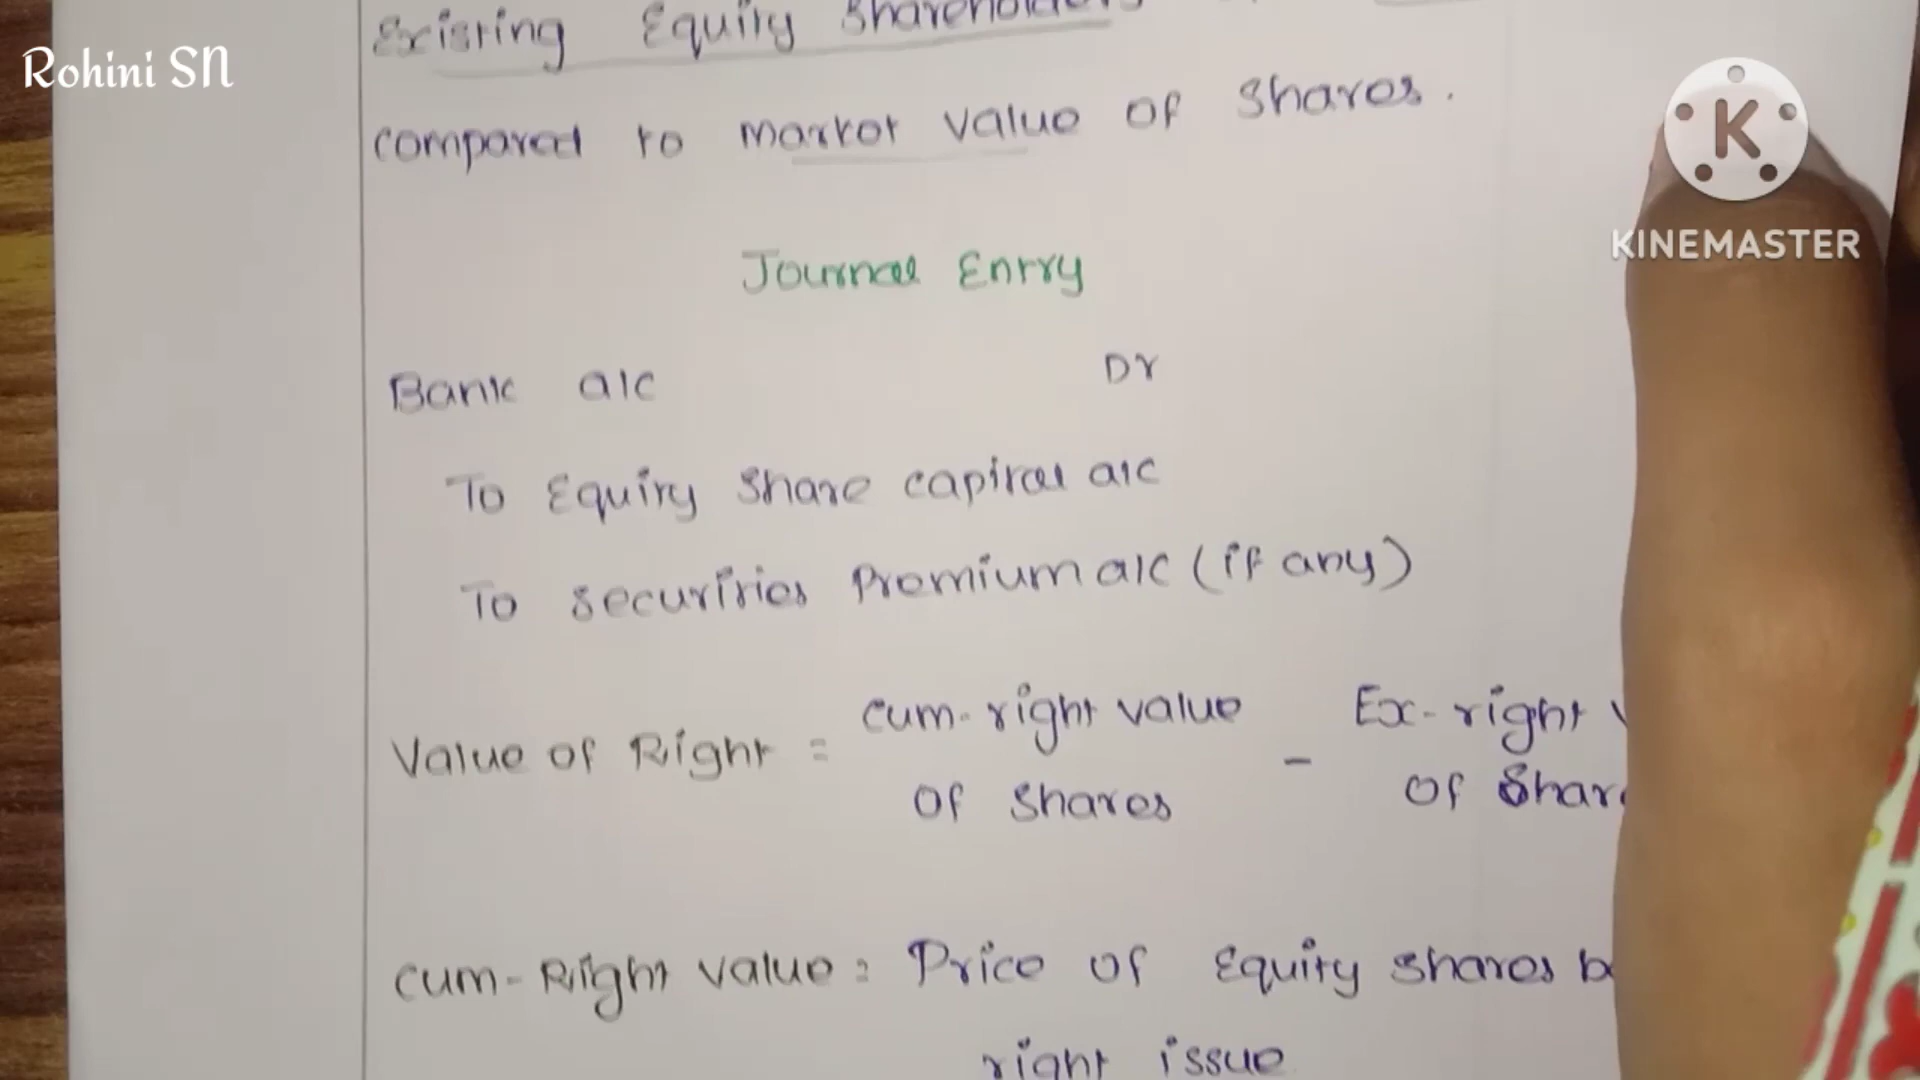 Rohini SN
Existing Equity Shareholders
compared to market value of shares.
K
KINEMASTER
Journal Entry
Bank a/c Dr
To Equity share capital a/c
To securities Premium a/c (if any)
Value of Right = cum-right value of shares - Ex-right of
cum-Right value = Price of Equity shares
right issue